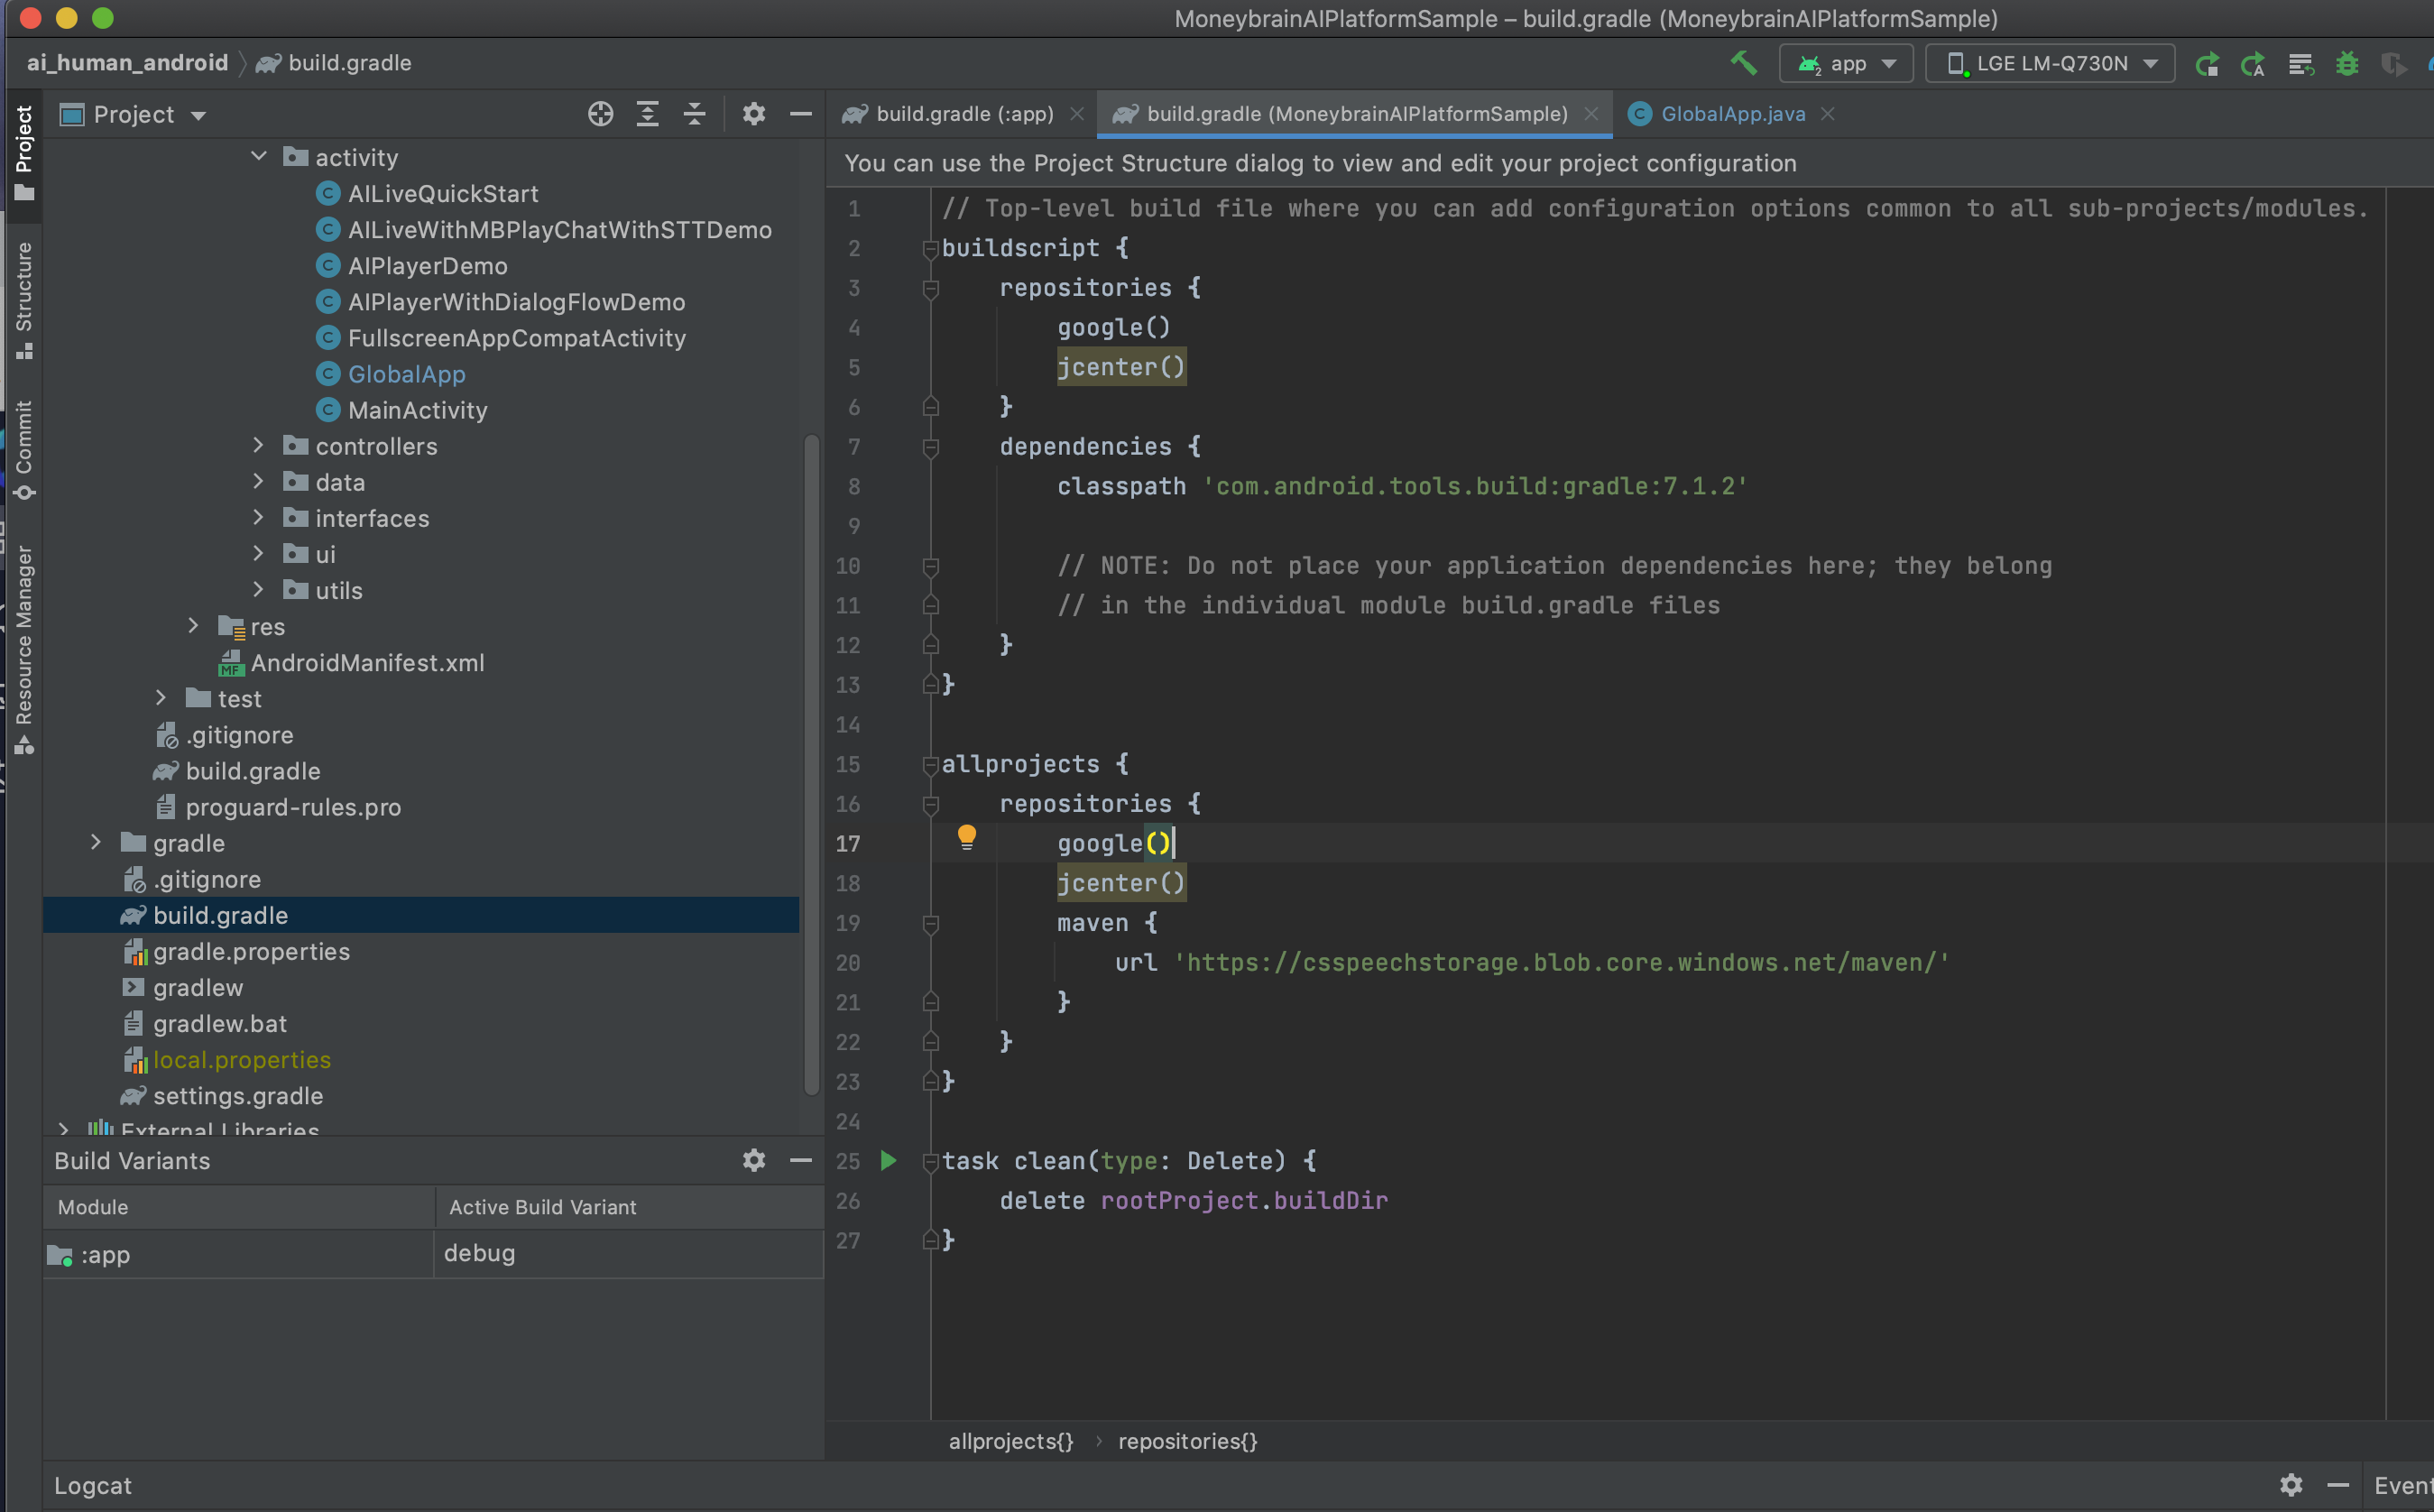 MoneybrainAIPlatformSample – build.gradle (MoneybrainAIPlatformSample)
ai_human_android
build.gradle
app
LGE LM-Q730N
Project
Structure
Commit
Resource Manager
Project
activity
AILiveQuickStart
AILiveWithMBPlayChatWithSTTDemo
AIPlayerDemo
AIPlayerWithDialogFlowDemo
FullscreenAppCompatActivity
GlobalApp
MainActivity
controllers
data
interfaces
ui
utils
res
AndroidManifest.xml
test
.gitignore
build.gradle
proguard-rules.pro
gradle
.gitignore
build.gradle
gradle.properties
gradlew
gradlew.bat
local.properties
settings.gradle
External Libraries
Build Variants
Module
Active Build Variant
:app
debug
build.gradle (:app)
build.gradle (MoneybrainAIPlatformSample)
GlobalApp.java
You can use the Project Structure dialog to view and edit your project configuration
1 // Top-level build file where you can add configuration options common to all sub-projects/modules.
2 buildscript {
3 repositories {
4 google()
5 jcenter()
6 }
7 dependencies {
8 classpath 'com.android.tools.build:gradle:7.1.2'
9
10 // NOTE: Do not place your application dependencies here; they belong
11 // in the individual module build.gradle files
12 }
13 }
14
15 allprojects {
16 repositories {
17 google()
18 jcenter()
19 maven {
20 url 'https://csspeechstorage.blob.core.windows.net/maven/'
21 }
22 }
23 }
24
25 task clean(type: Delete) {
26 delete rootProject.buildDir
27 }
allprojects{} › repositories{}
Logcat
Event